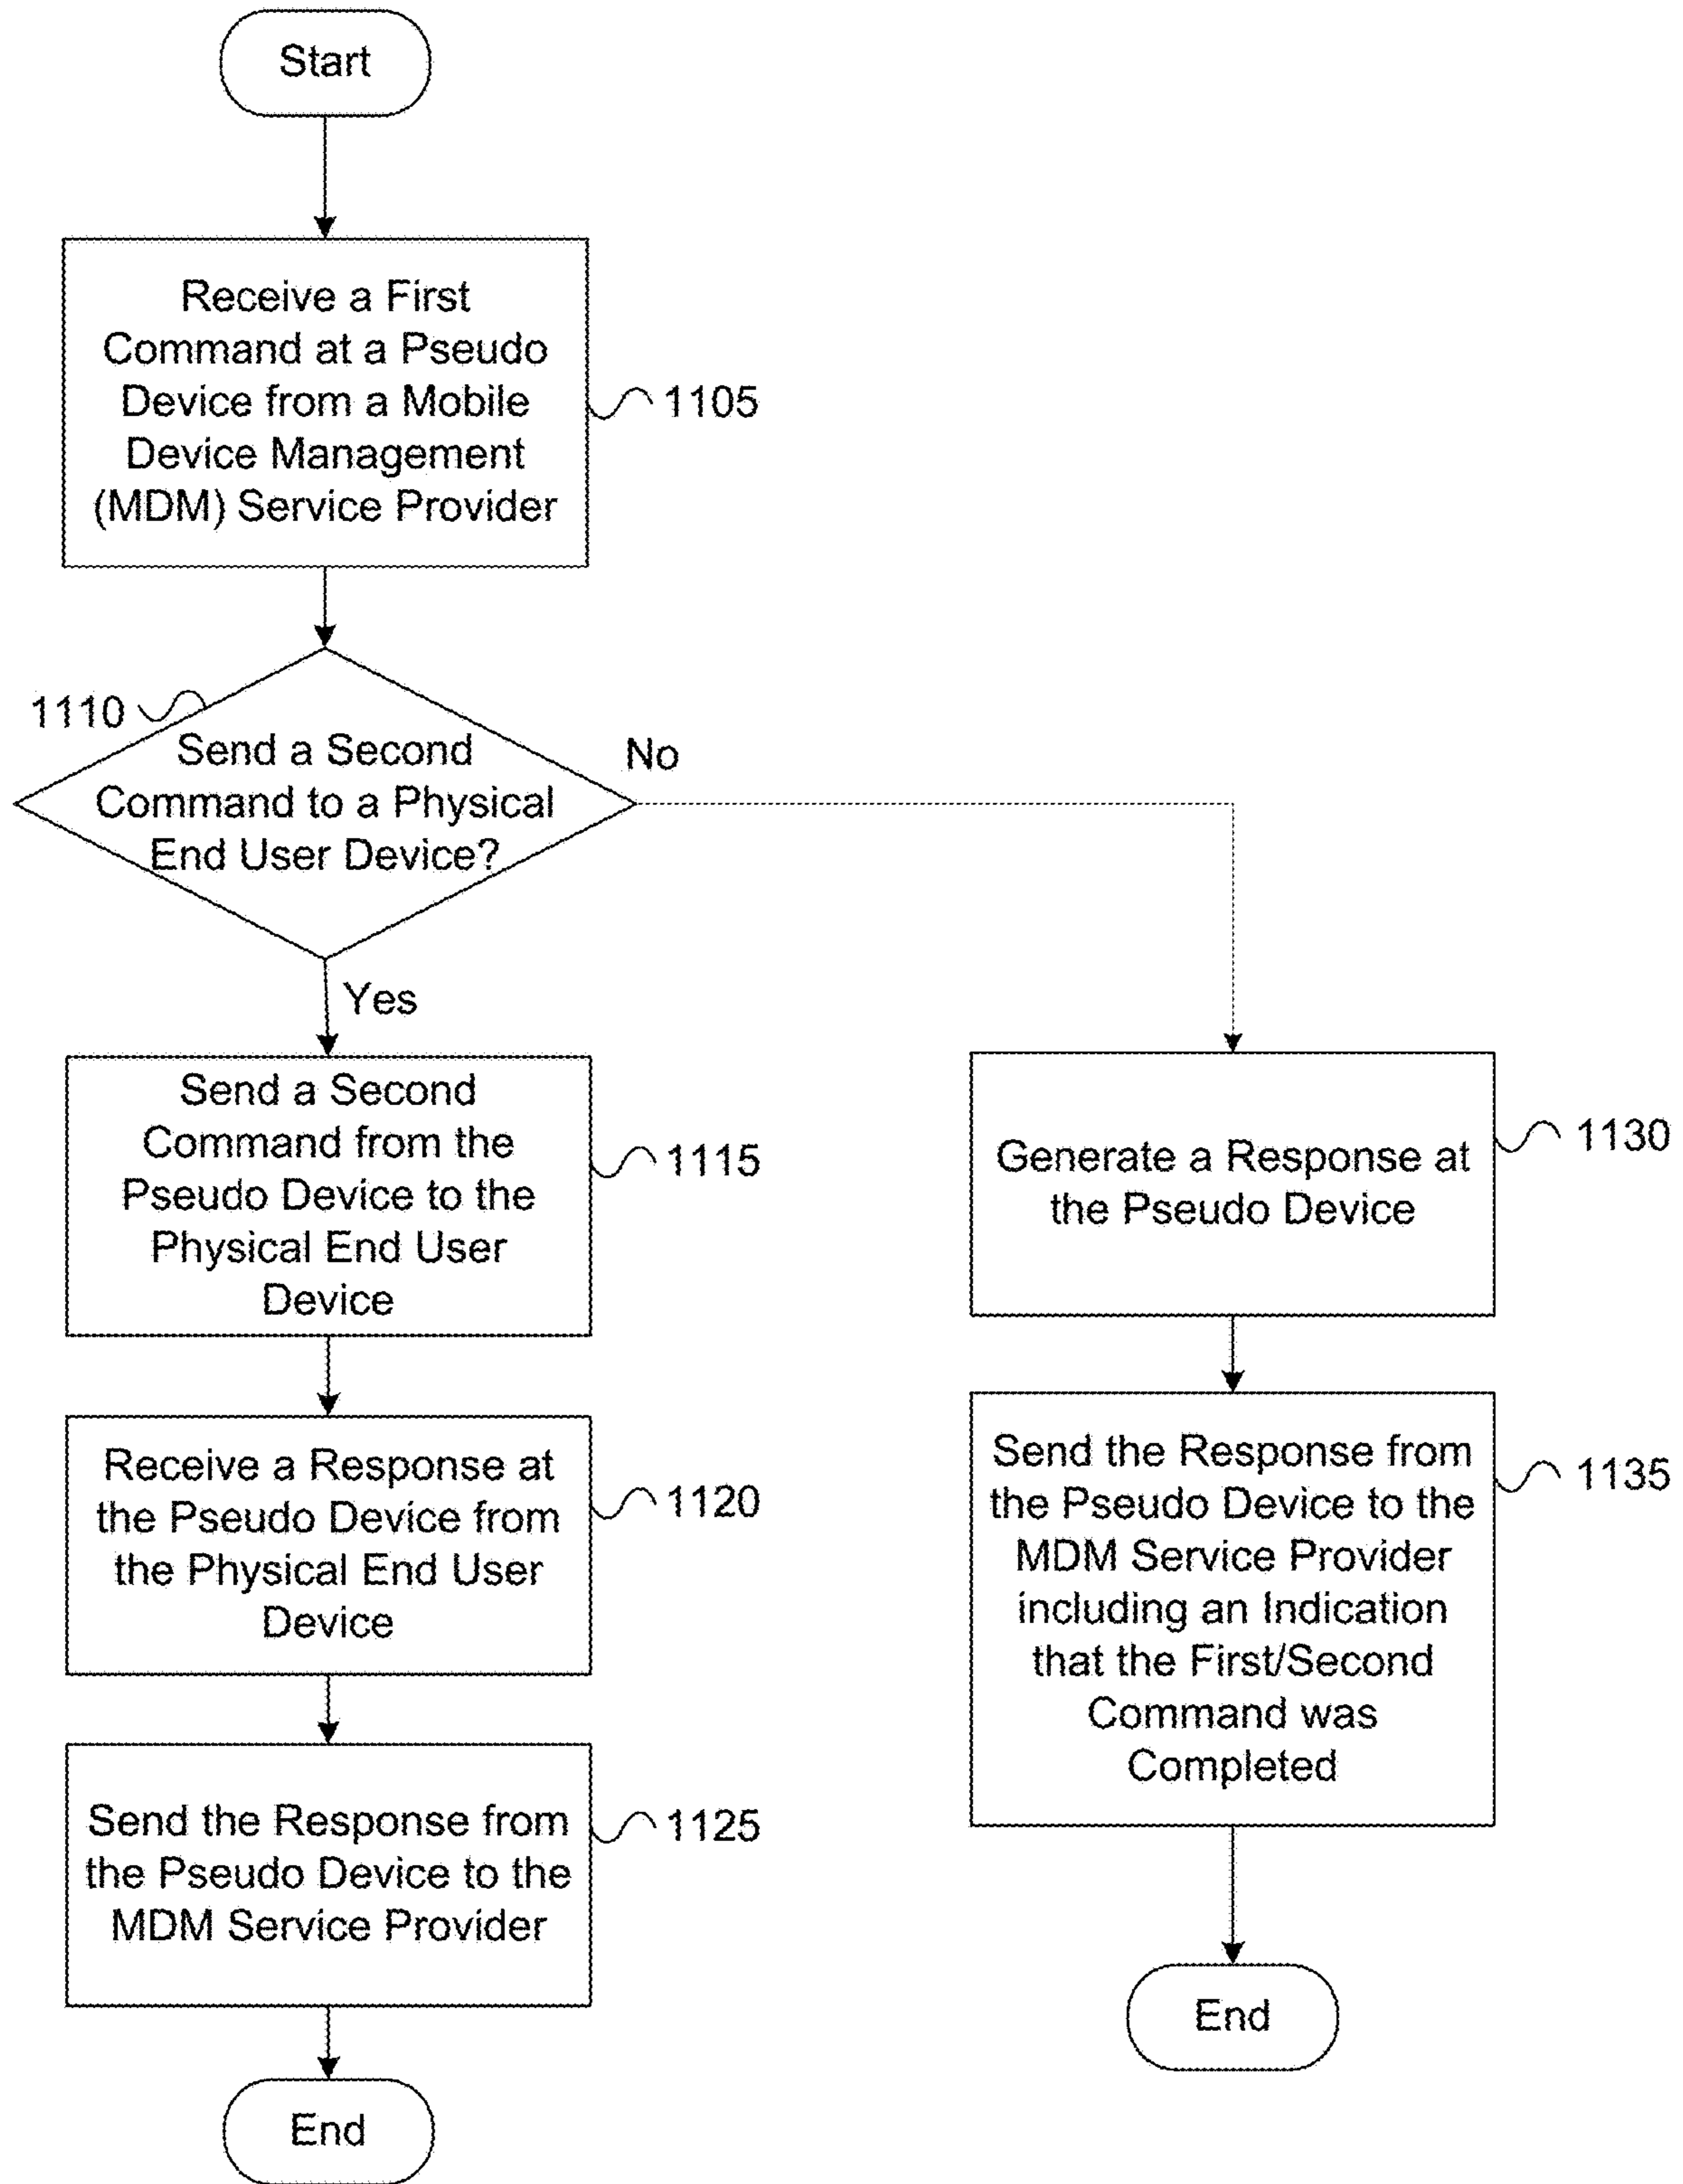 Start
Receive a First
Command at a Pseudo
Device from a Mobile
Device Management
(MDM) Service Provider
1105
1110
Send a Second
Command to a Physical
End User Device?
No
Yes
Send a Second
Command from the
Pseudo Device to the
Physical End User
Device
1115
Receive a Response at
the Pseudo Device from
the Physical End User
Device
1120
Send the Response from
the Pseudo Device to the
MDM Service Provider
1125
End
Generate a Response at
the Pseudo Device
1130
Send the Response from
the Pseudo Device to the
MDM Service Provider
including an Indication
that the First/Second
Command was
Completed
1135
End